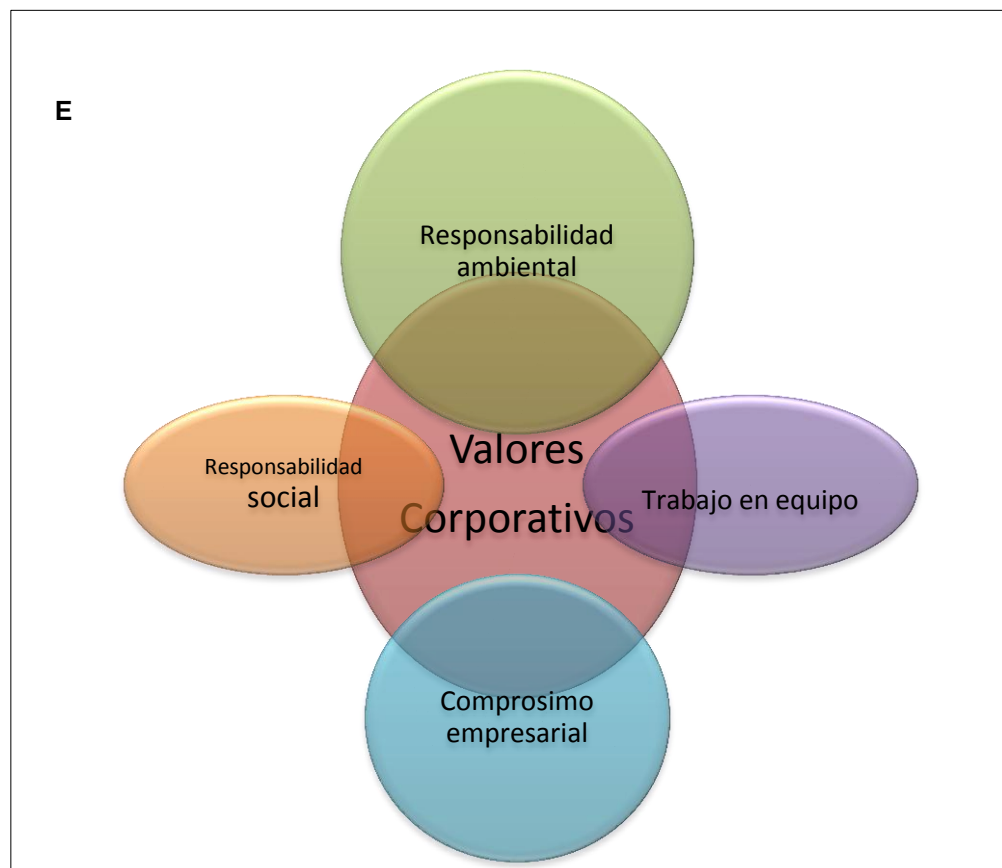 E
Responsabilidad
ambiental
Valores
Corporativos
Responsabilidad
social
Trabajo en equipo
Comprosimo
empresarial